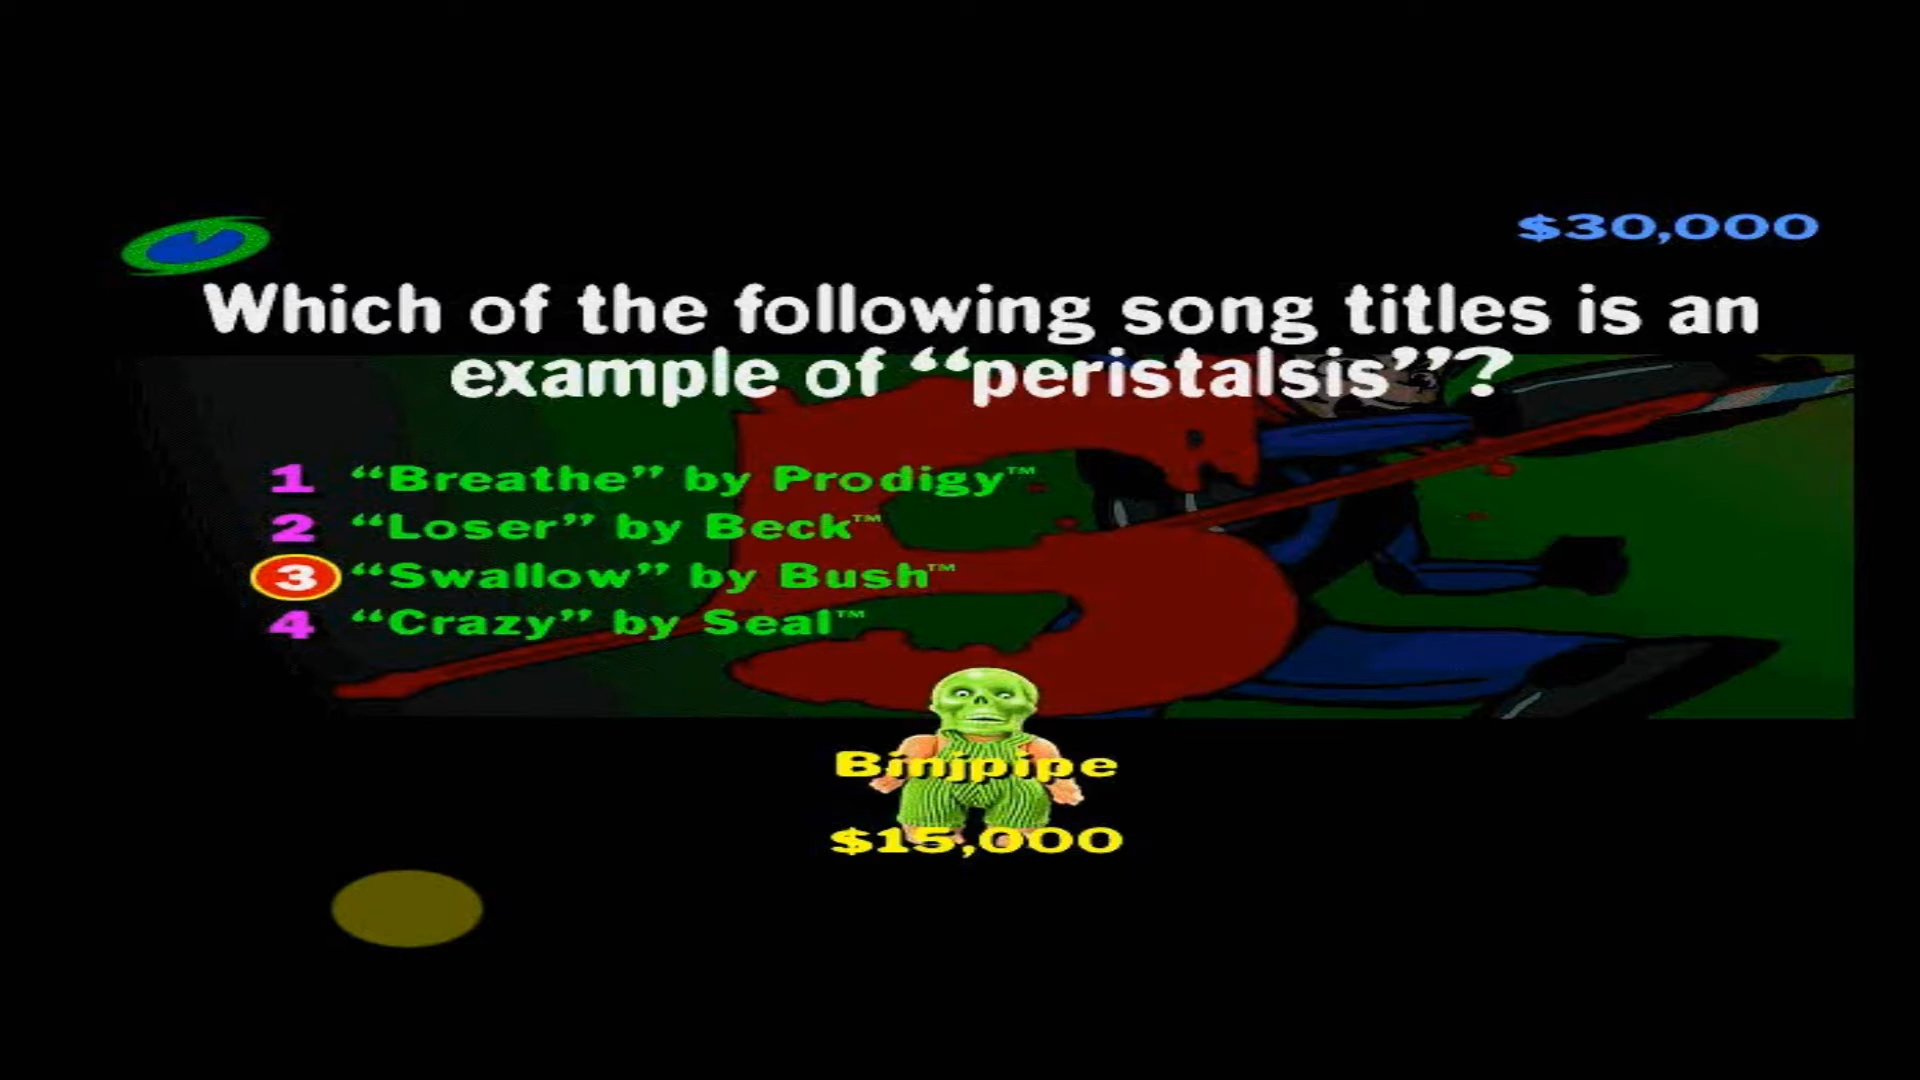 $30,000
Which of the following song titles is an
example of “peristalsis”?
1 “Breathe” by Prodigy™
2 “Loser” by Beck™
3 “Swallow” by Bush™
4 “Crazy” by Seal™
Binjpipe
$15,000